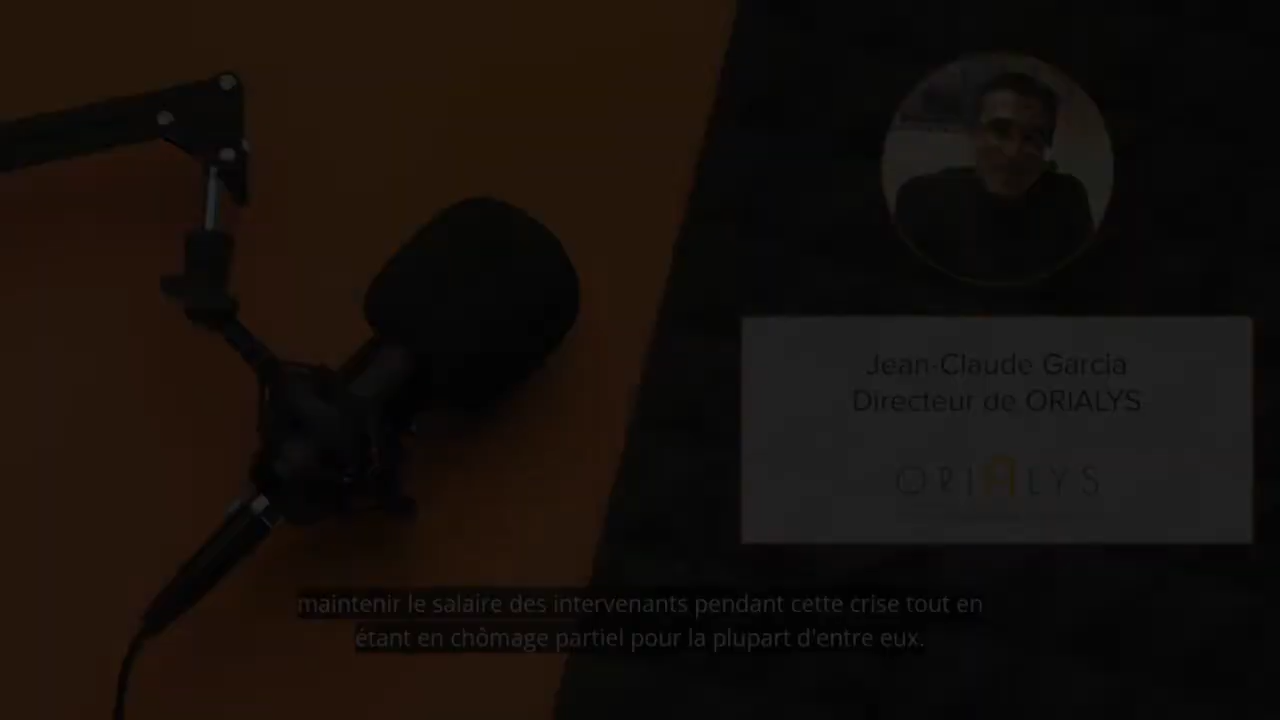 Jean-Claude Garcia
Directeur de ORIALYS
ORIALYS
maintenir le salaire des intervenants pendant cette crise tout en
étant en chômage partiel pour la plupart d'entre eux.